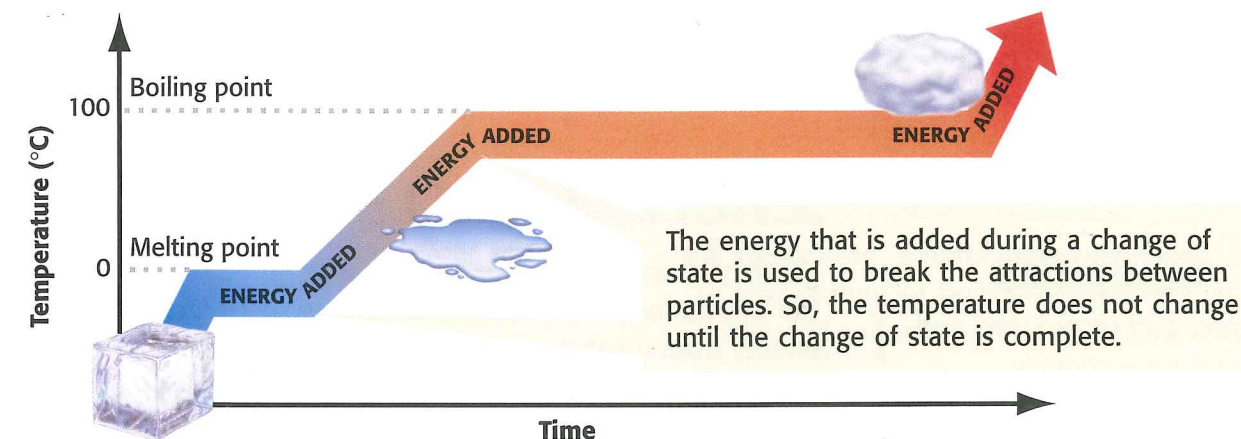 Boiling point
100
ENERGY ADDED
ENERGY ADDED
Temperature (°C)
Melting point
0
ENERGY ADDED
The energy that is added during a change of
state is used to break the attractions between
particles. So, the temperature does not change
until the change of state is complete.
Time